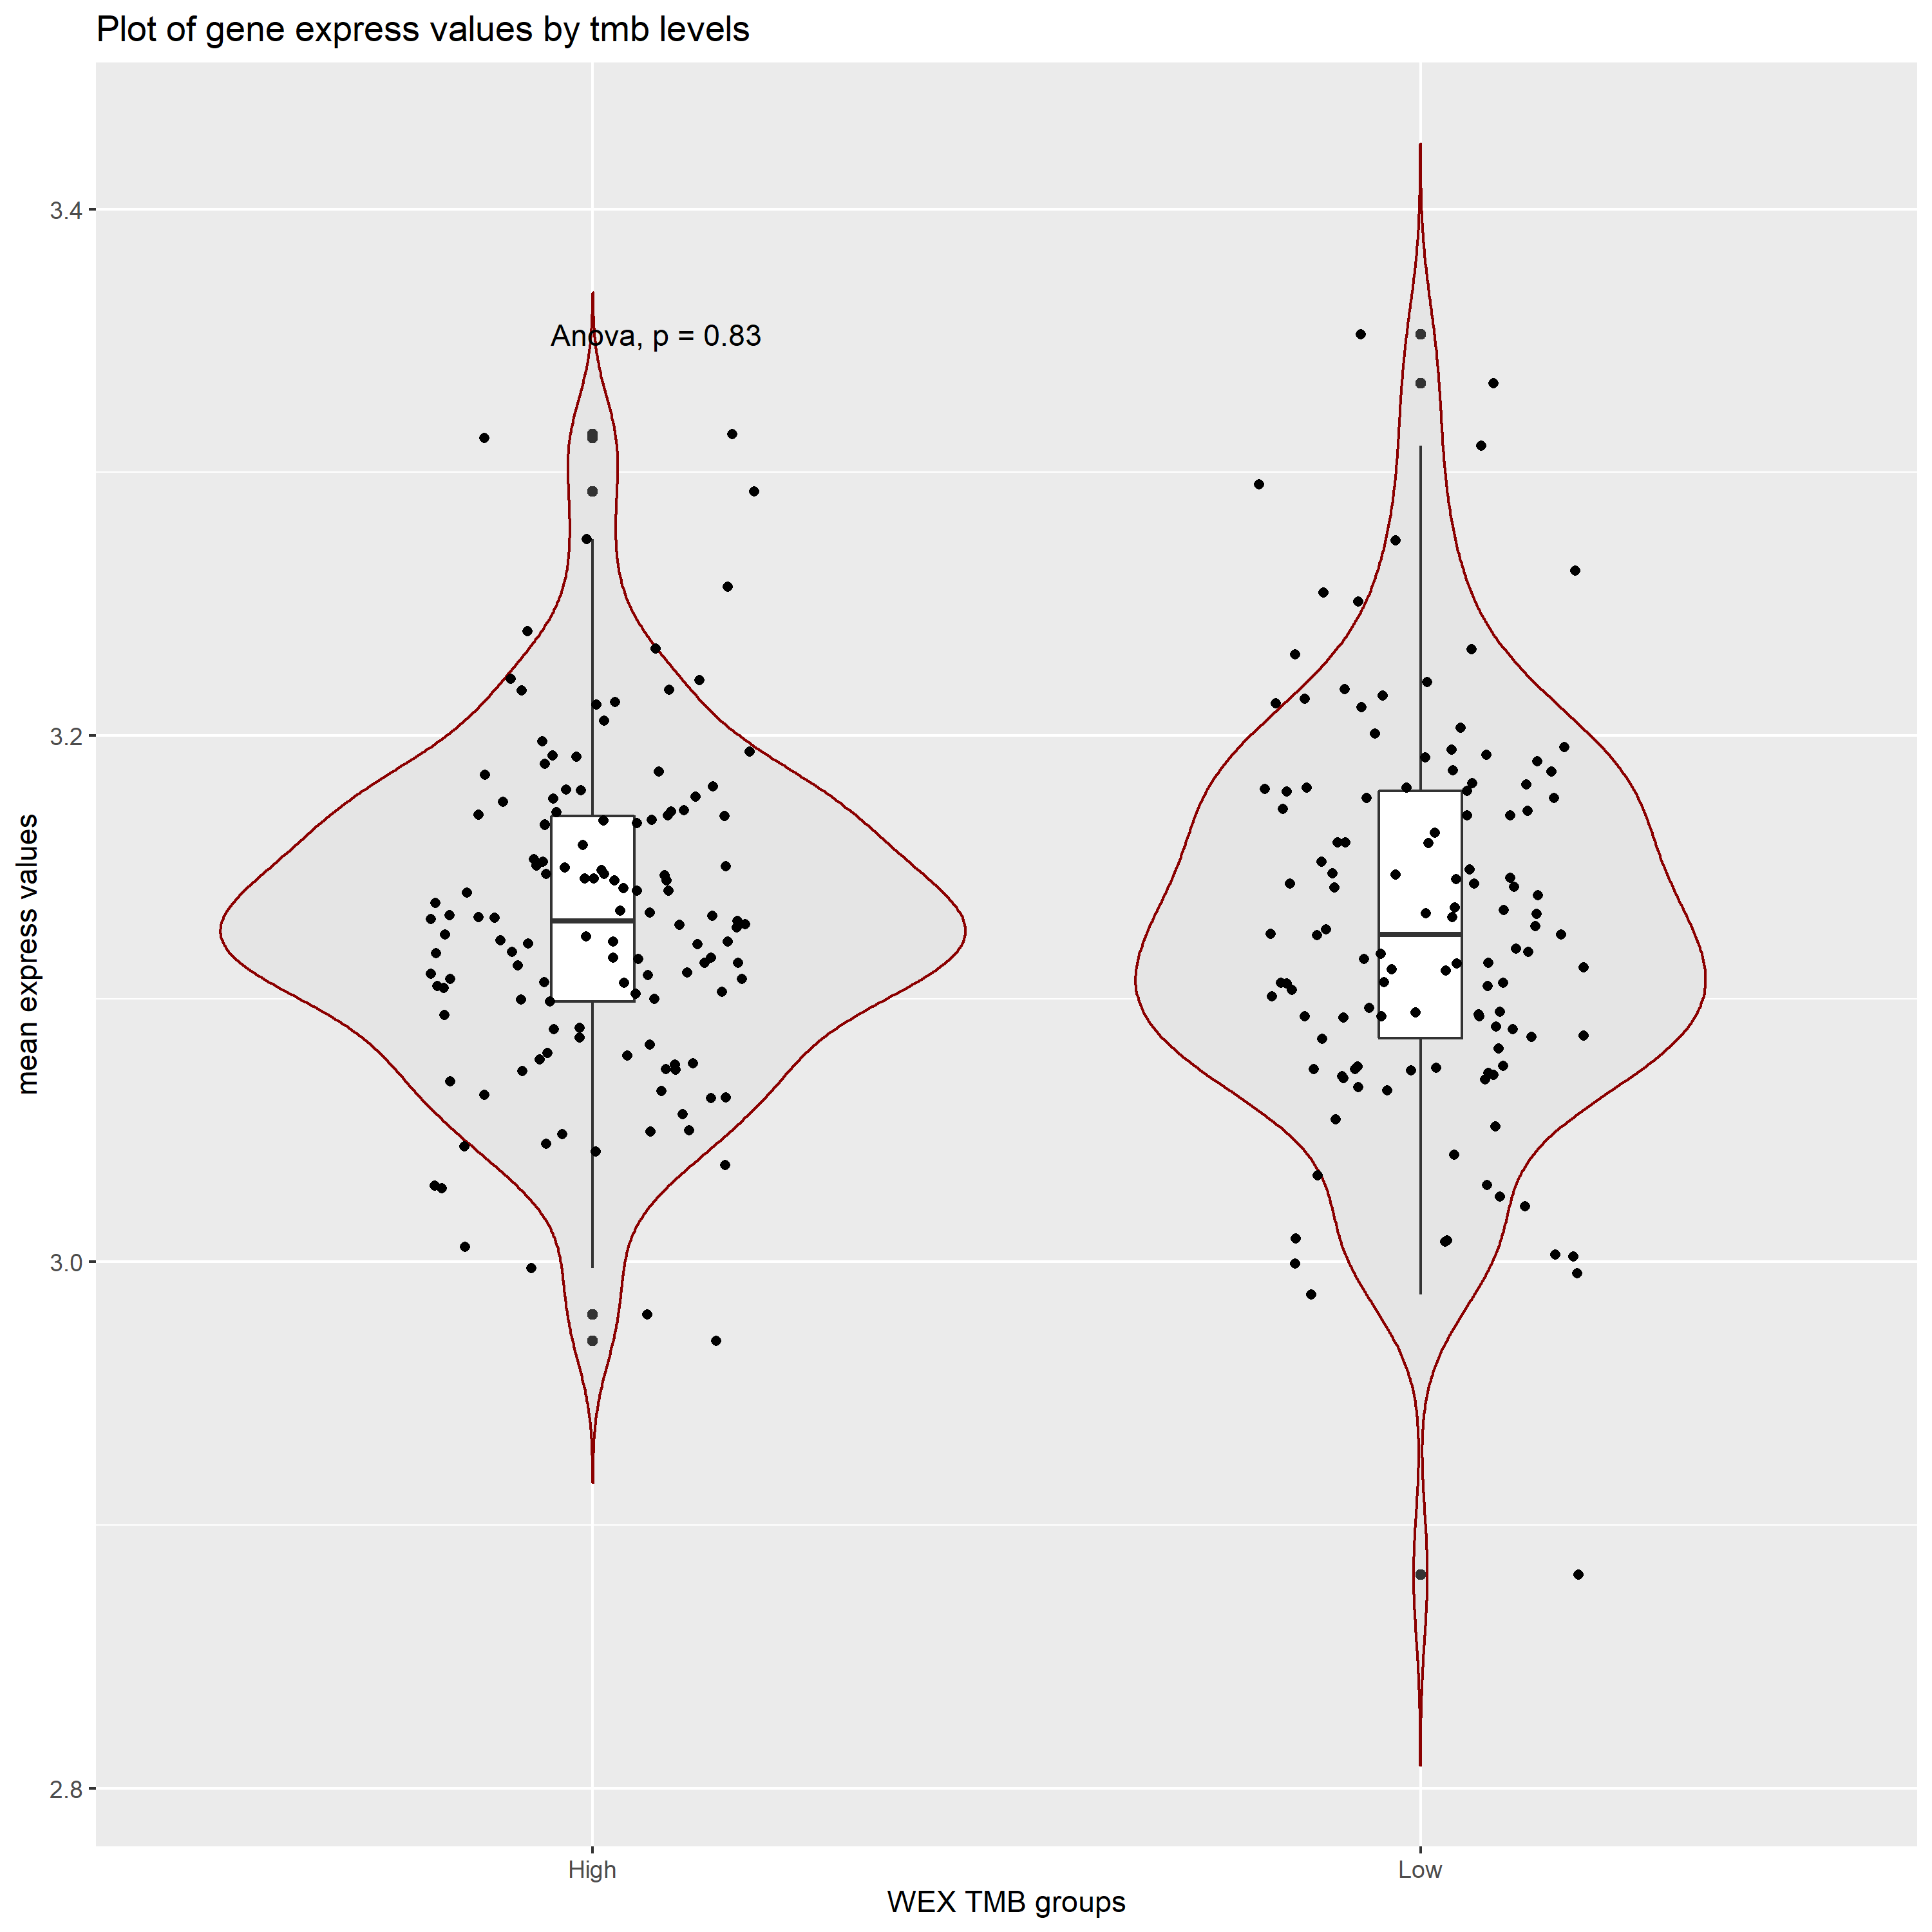 Plot of gene express values by tmb levels
3.4
Anova, p = 0.83
3.2
mean express values
3.0
2.8
High
Low
WEX TMB groups